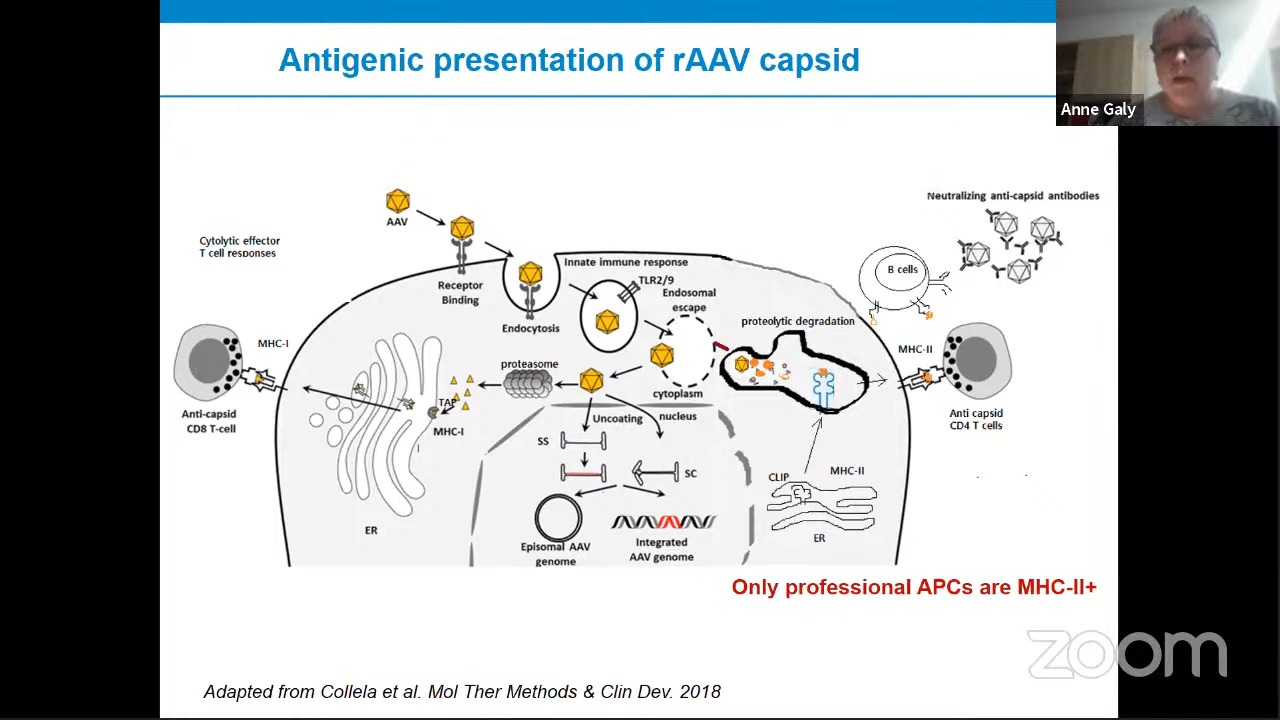 Antigenic presentation of rAAV capsid
Anne Galy
Neutralizing anti-capsid antibodies
AAV
Cytolytic effector
T cell responses
Innate immune response
TLR2/9
B cells
Receptor
Binding
Endosomal
escape
Endocytosis
proteolytic degradation
MHC-I
MHC-II
proteasome
cytoplasm
TAP
Anti-capsid
CD8 T-cell
MHC-I
Uncoating
nucleus
Anti capsid
CD4 T cells
SS
SC
CLIP
MHC-II
ER
ER
Episomal AAV
genome
Integrated
AAV genome
Only professional APCs are MHC-II+
zoom
Adapted from Collela et al. Mol Ther Methods & Clin Dev. 2018